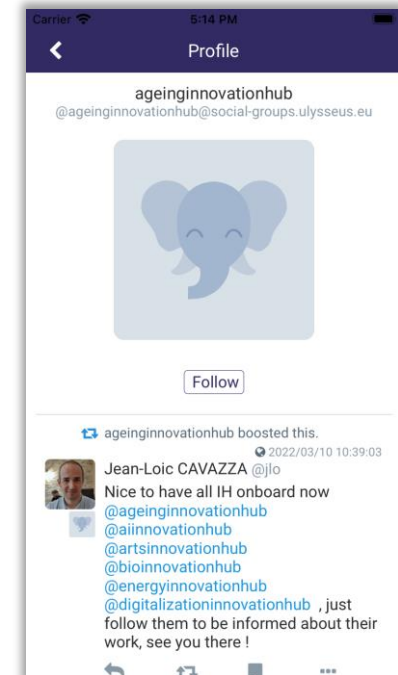 Carrier 5:14 PM
Profile
ageinginnovationhub
@ageinginnovationhub@social-groups.ulysseus.eu
Follow
ageinginnovationhub boosted this.
2022/03/10 10:39:03
Jean-Loic CAVAZZA @jlo
Nice to have all IH onboard now
@ageinginnovationhub
@aiinnovationhub
@artsinnovationhub
@bioinnovationhub
@energyinnovationhub
@digitalizationinnovationhub , just
follow them to be informed about their
work, see you there !